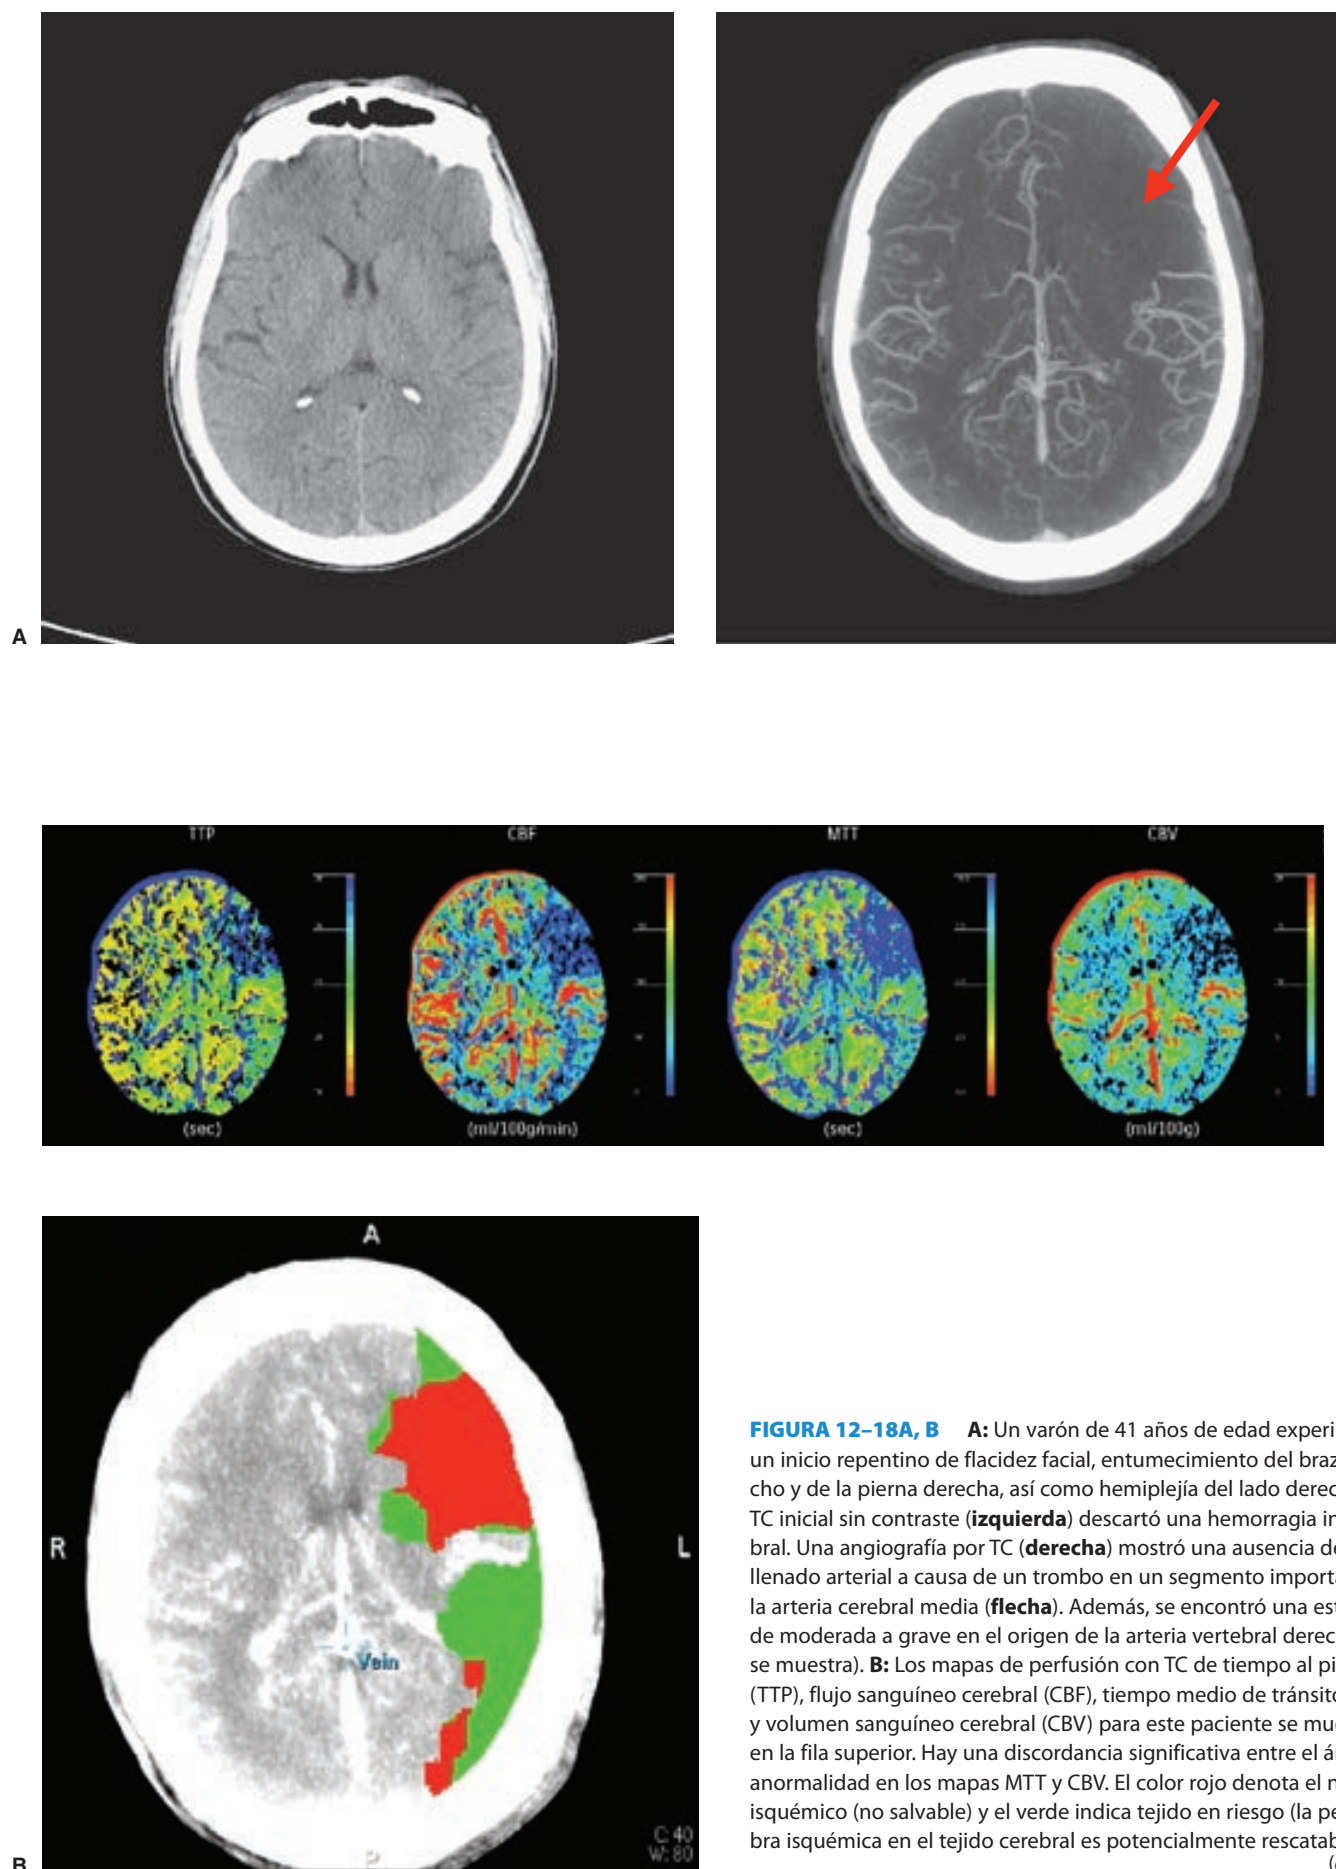 A
TTP CBF MTT CBV
(sec) (ml/100g/min) (sec) (ml/100g)
A
R L
Vein
C: 40
W: 80
P
B
FIGURA 12–18A, B A: Un varón de 41 años de edad experi
un inicio repentino de flacidez facial, entumecimiento del braz
cho y de la pierna derecha, así como hemiplejía del lado derec
TC inicial sin contraste (izquierda) descartó una hemorragia in
bral. Una angiografía por TC (derecha) mostró una ausencia de
llenado arterial a causa de un trombo en un segmento importa
la arteria cerebral media (flecha). Además, se encontró una est
de moderada a grave en el origen de la arteria vertebral derec
se muestra). B: Los mapas de perfusión con TC de tiempo al pi
(TTP), flujo sanguíneo cerebral (CBF), tiempo medio de tránsito
y volumen sanguíneo cerebral (CBV) para este paciente se mue
en la fila superior. Hay una discordancia significativa entre el ár
anormalidad en los mapas MTT y CBV. El color rojo denota el n
isquémico (no salvable) y el verde indica tejido en riesgo (la pe
bra isquémica en el tejido cerebral es potencialmente rescatab